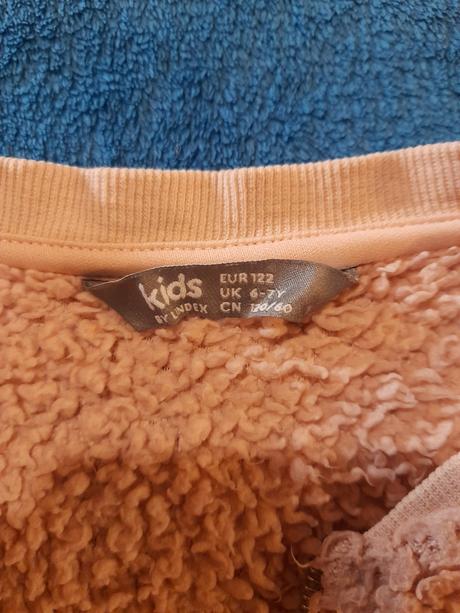 kids
BY LINDEX
EUR 122
UK 6-7Y
CN 120/60